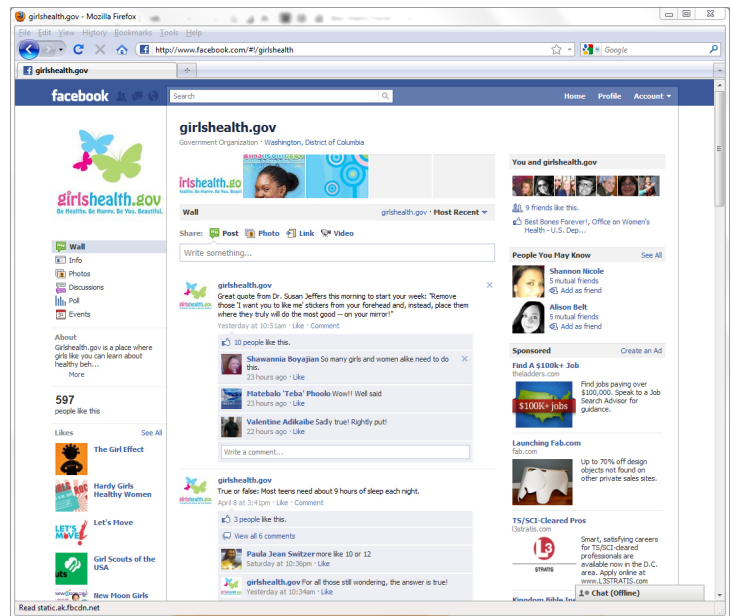 girlshealth.gov - Mozilla Firefox
File Edit View History Bookmarks Tools Help
http://www.facebook.com/#!/girlshealth
Google
girlshealth.gov
facebook
Search
Home Profile Account
girlshealth.gov
Be Healthy. Be Happy. Be You. Beautiful.
girlshealth.gov
Government Organization · Washington, District of Columbia
Wall
girlshealth.gov · Most Recent
Share: Post Photo Link Video
Write something...
Wall
Info
Photos
Discussions
Poll
Events
About
Girlshealth.gov is a place where
girls like you can learn about
healthy beh...
More
597
people like this
Likes See All
The Girl Effect
Hardy Girls
Healthy Women
LET'S MOVE
Let's Move
Girl Scouts of the
USA
New Moon Girls
girlshealth.gov
Great quote from Dr. Susan Jeffers this morning to start your week: "Remove
those 'I want you to like me' stickers from your forehead and, instead, place them
where they truly will do the most good -- on your mirror!"
Yesterday at 10:51am · Like · Comment
10 people like this.
Shawannia Boyajian So many girls and women alike need to do
this.
23 hours ago · Like
Matebalo 'Teba' Phoolo Wow!! Well said
23 hours ago · Like
Valentine Adikaibe Sadly true! Rightly put!
22 hours ago · Like
Write a comment...
girlshealth.gov
True or false: Most teens need about 9 hours of sleep each night.
April 8 at 3:41pm · Like · Comment
3 people like this.
View all 6 comments
Paula Jean Switzer more like 10 or 12
Saturday at 10:36pm · Like
girlshealth.gov For all those still wondering, the answer is true!
Yesterday at 10:34am · Like
You and girlshealth.gov
9 friends like this.
Best Bones Forever!, Office on Women's
Health - U.S. Dep...
People You May Know See All
Shannon Nicole
5 mutual friends
Add as friend
Alison Belt
5 mutual friends
Add as friend
Sponsored Create an Ad
Find A $100k+ Job
theladders.com
$100K+ jobs
Find jobs paying over
$100,000. Speak to a Job
Search Advisor for
guidance.
Launching Fab.com
fab.com
Up to 70% off design
objects not found on
other private sales sites.
TS/SCI-Cleared Pros
l3stratis.com
L3
STRATIS
Smart, satisfying careers
for TS/SCI-cleared
professionals are
available now in the D.C.
area. Apply online at
www.L3STRATIS.com
Chat (Offline)
Read static.ak.fbcdn.net